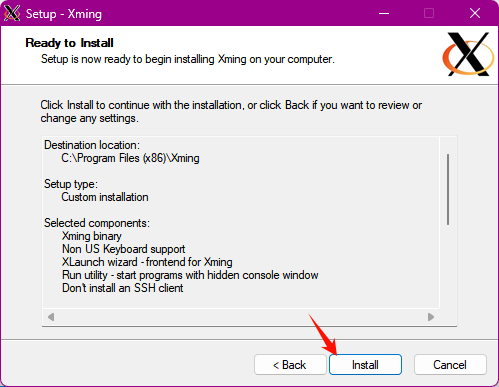 Setup - Xming
Ready to Install
Setup is now ready to begin installing Xming on your computer.
Click Install to continue with the installation, or click Back if you want to review or
change any settings.
Destination location:
C:\Program Files (x86)\Xming
Setup type:
Custom installation
Selected components:
Xming binary
Non US Keyboard support
XLaunch wizard - frontend for Xming
Run utility - start programs with hidden console window
Don't install an SSH client
< Back
Install
Cancel